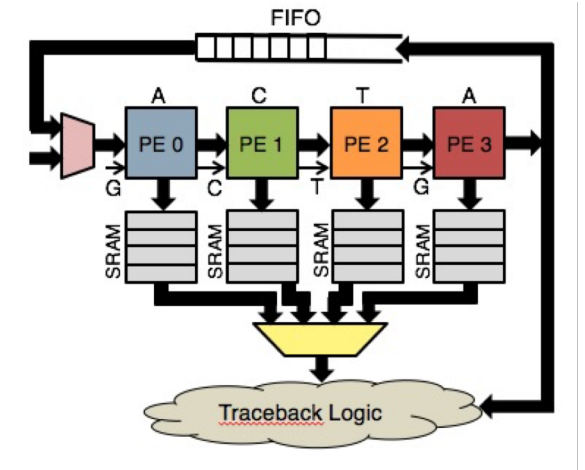 FIFO
A C T A
PE 0 PE 1 PE 2 PE 3
G C T G
SRAM SRAM SRAM SRAM
Traceback Logic